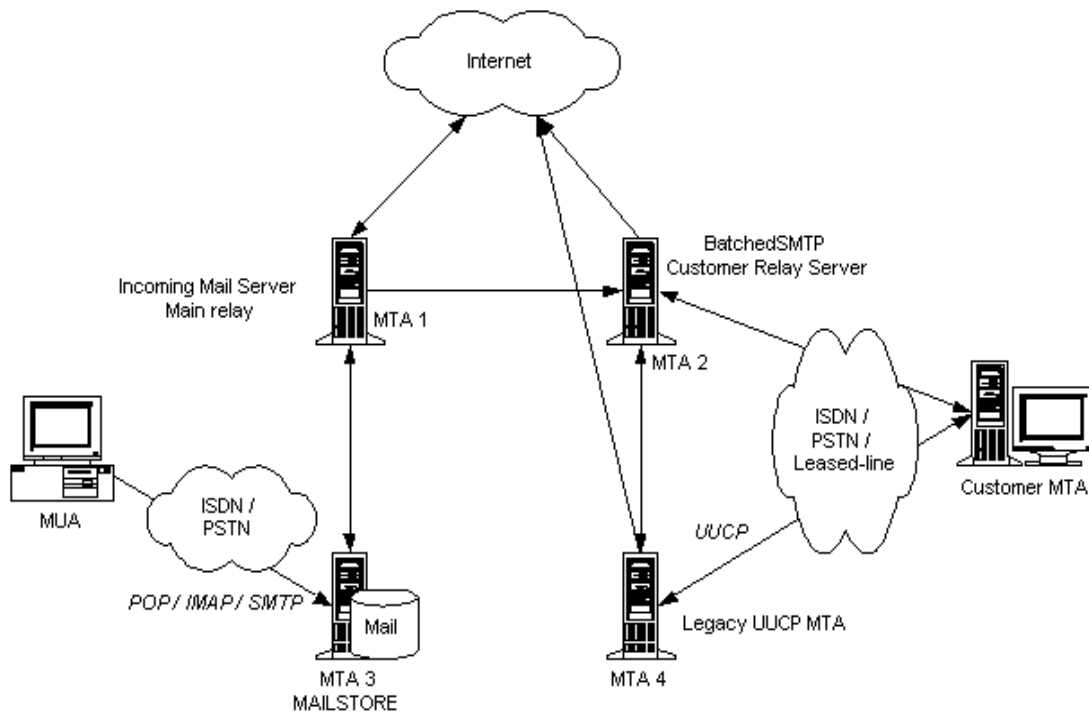 Internet
BatchedSMTP
Customer Relay Server
Incoming Mail Server
Main relay
MTA 1
MTA 2
ISDN /
PSTN /
Leased-line
Customer MTA
MUA
ISDN /
PSTN
POP / IMAP / SMTP
UUCP
Mail
Legacy UUCP MTA
MTA 3
MAILSTORE
MTA 4